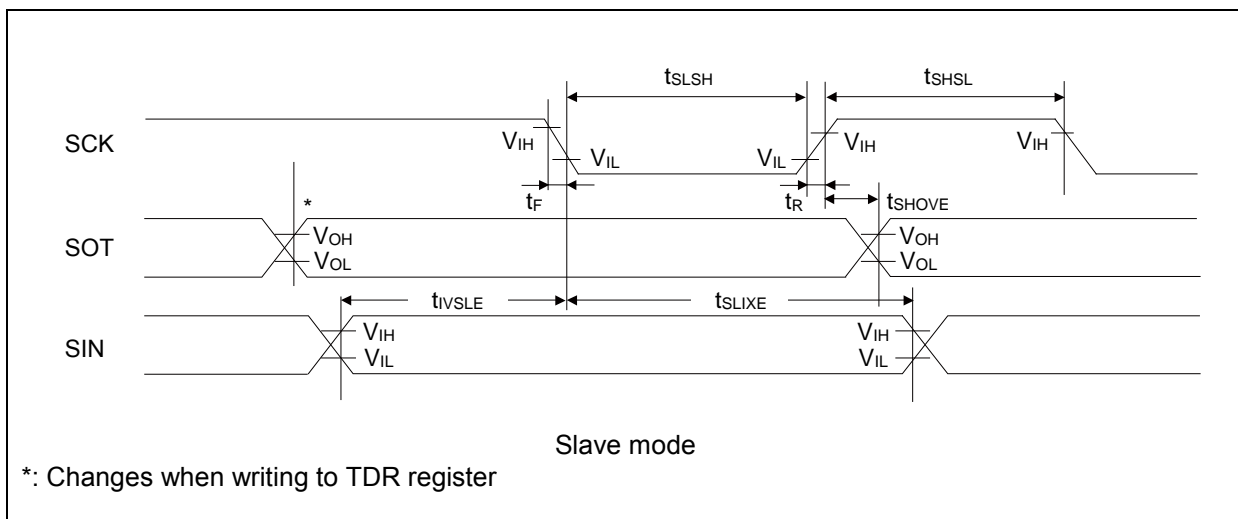 tSLSH
tSHSL
SCK
VIH
VIL
VIL
VIH
VIH
tF
tR
tSHOVE
*
SOT
VOH
VOL
VOH
VOL
tIVSLE
tSLIXE
SIN
VIH
VIL
VIH
VIL
Slave mode
*: Changes when writing to TDR register